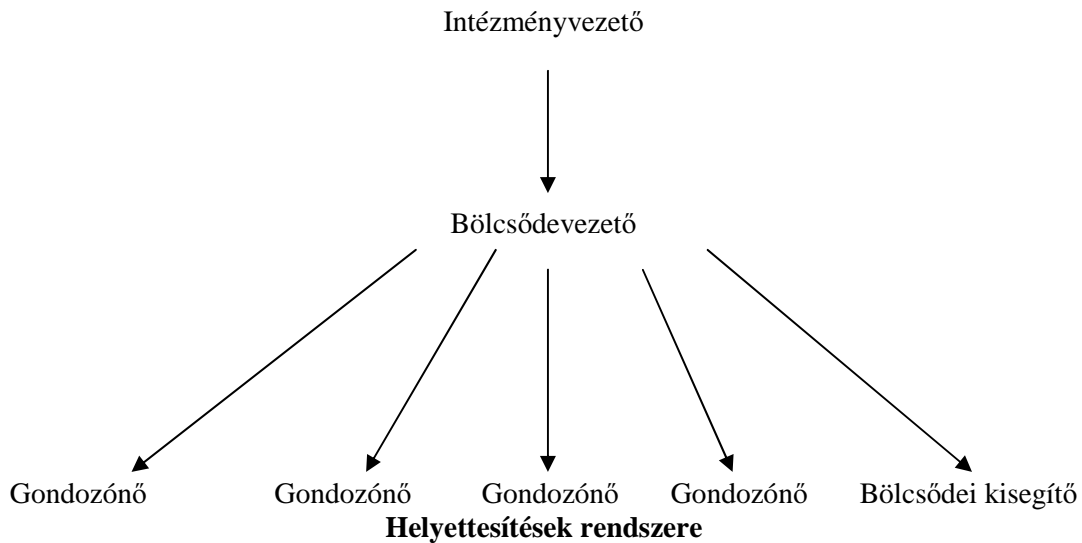 Intézményvezető
Bölcsődevezető
Gondozónő Gondozónő Gondozónő Gondozónő Bölcsődei kisegítő
Helyettesítések rendszere